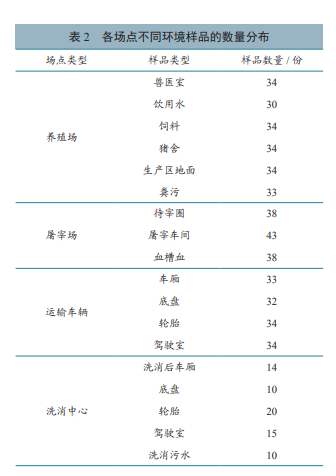 表 2 各场点不同环境样品的数量分布
场点类型 样品类型 样品数量 / 份
兽医室 34
饮用水 30
饲料 34
养殖场
猪舍 34
生产区地面 34
粪污 33
待宰圈 38
屠宰场 屠宰车间 43
血槽血 38
车厢 33
底盘 32
运输车辆
轮胎 34
驾驶室 34
洗消后车厢 14
底盘 10
洗消中心 轮胎 20
驾驶室 15
洗消污水 10